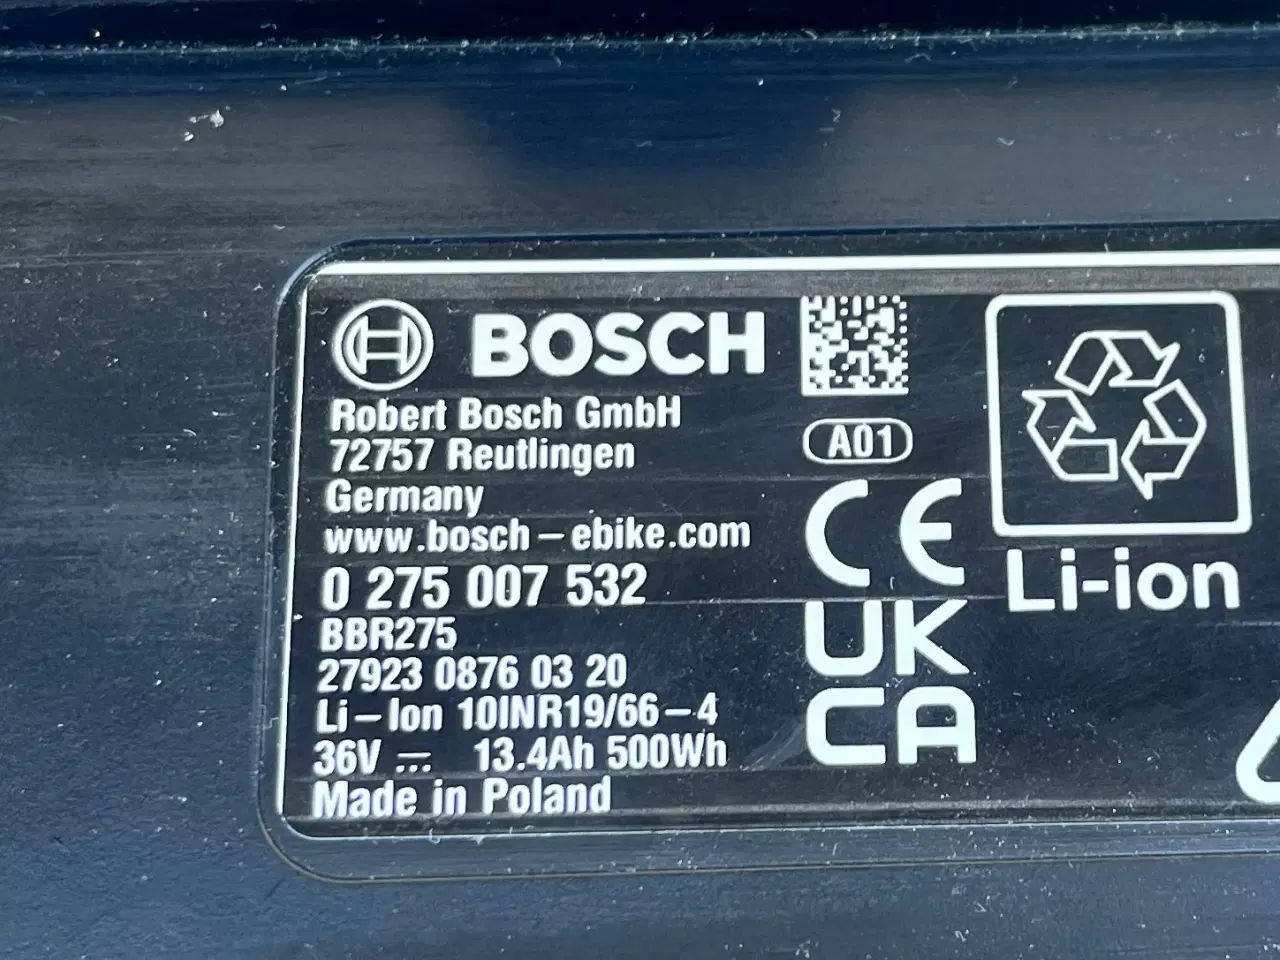 BOSCH
Robert Bosch GmbH
72757 Reutlingen
Germany
www.bosch-ebike.com
0 275 007 532
BBR275
27923 0876 03 20
Li-Ion 10INR19/66-4
36V ⎓ 13.4Ah 500Wh
Made in Poland
A01
CE
UK
CA
Li-ion